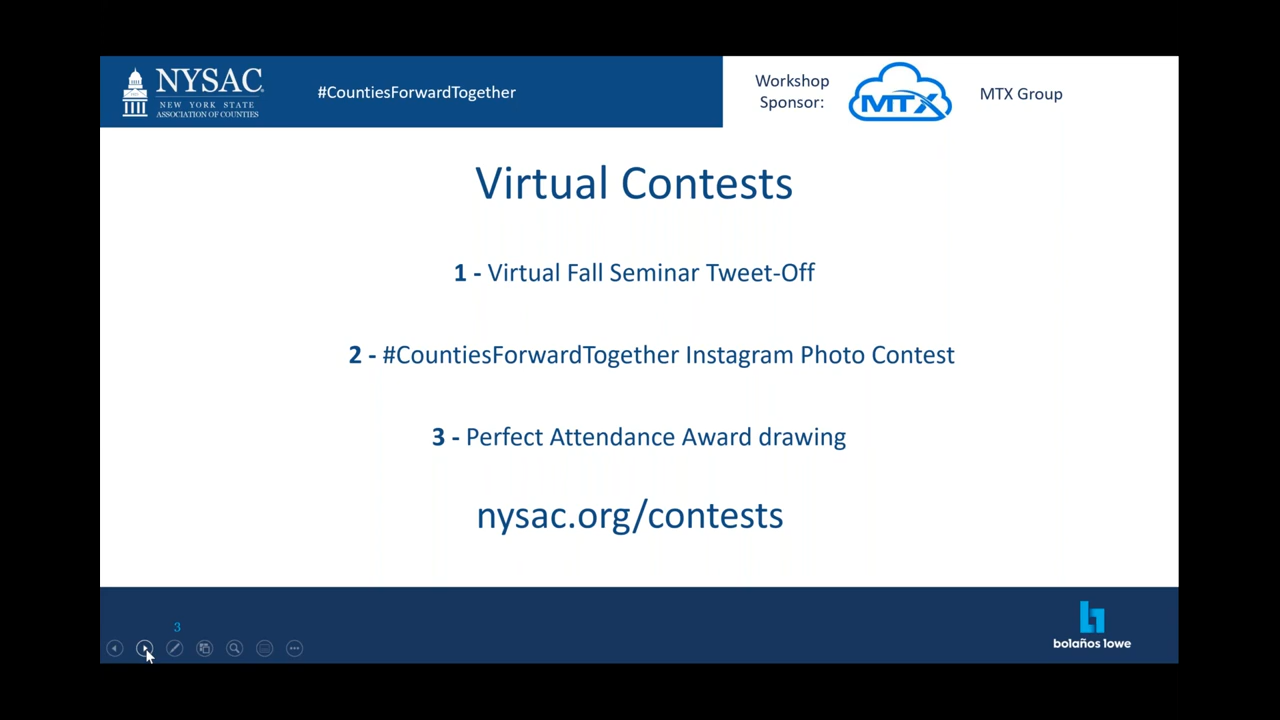 NYSAC
NEW YORK STATE
ASSOCIATION OF COUNTIES
#CountiesForwardTogether
Workshop
Sponsor:
MTX
MTX Group
Virtual Contests
1 - Virtual Fall Seminar Tweet-Off
2 - #CountiesForwardTogether Instagram Photo Contest
3 - Perfect Attendance Award drawing
nysac.org/contests
3
bolaños lowe